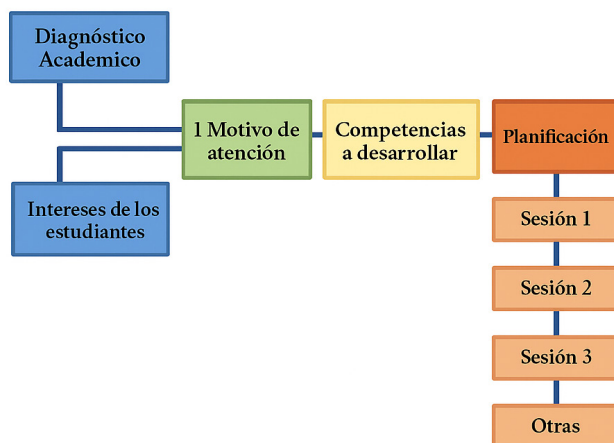 Diagnóstico
Academico
Intereses de los
estudiantes
1 Motivo de
atención
Competencias
a desarrollar
Planificación
Sesión 1
Sesión 2
Sesión 3
Otras